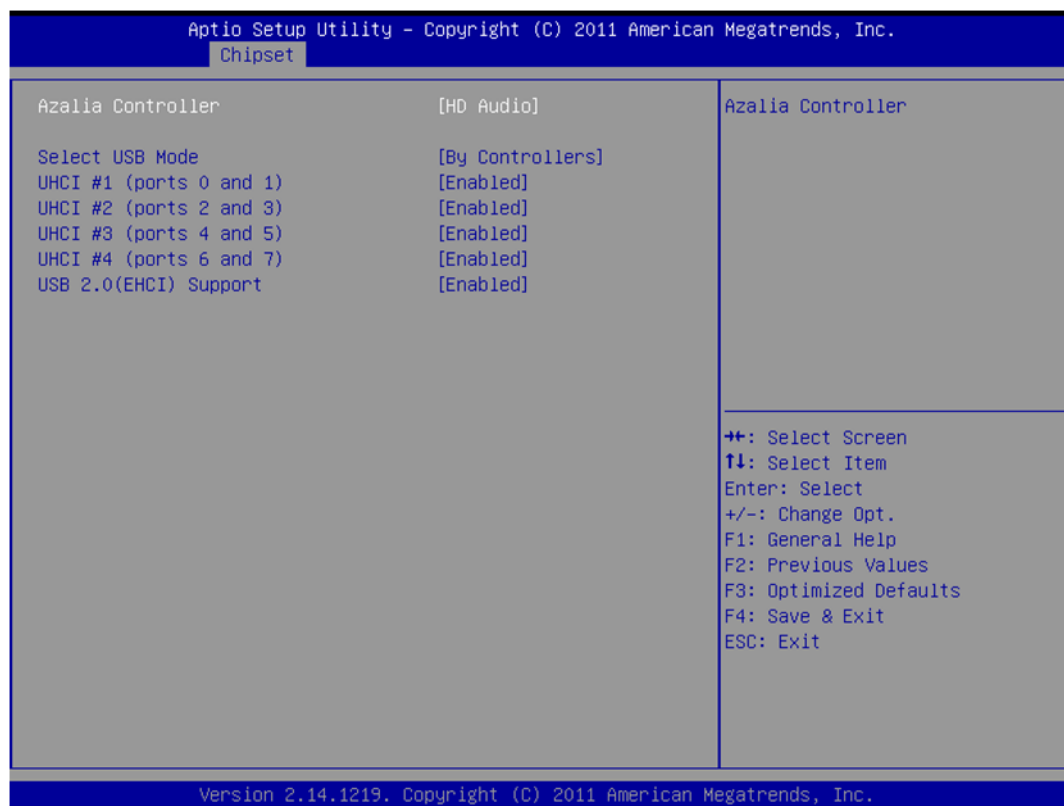 Aptio Setup Utility – Copyright (C) 2011 American Megatrends, Inc.
Chipset
Azalia Controller [HD Audio]
Select USB Mode [By Controllers]
UHCI #1 (ports 0 and 1) [Enabled]
UHCI #2 (ports 2 and 3) [Enabled]
UHCI #3 (ports 4 and 5) [Enabled]
UHCI #4 (ports 6 and 7) [Enabled]
USB 2.0(EHCI) Support [Enabled]
Azalia Controller
→←: Select Screen
↑↓: Select Item
Enter: Select
+/-: Change Opt.
F1: General Help
F2: Previous Values
F3: Optimized Defaults
F4: Save & Exit
ESC: Exit
Version 2.14.1219. Copyright (C) 2011 American Megatrends, Inc.